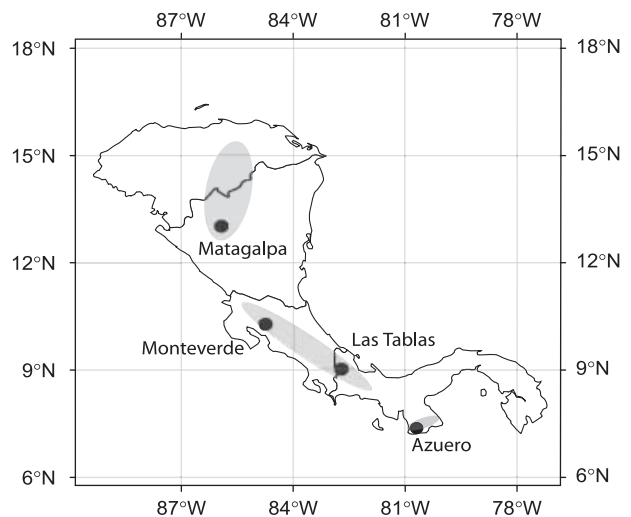 87°W 84°W 81°W 78°W
18°N 18°N
15°N 15°N
Matagalpa
12°N 12°N
Las Tablas
Monteverde
9°N 9°N
Azuero
6°N 6°N
87°W 84°W 81°W 78°W